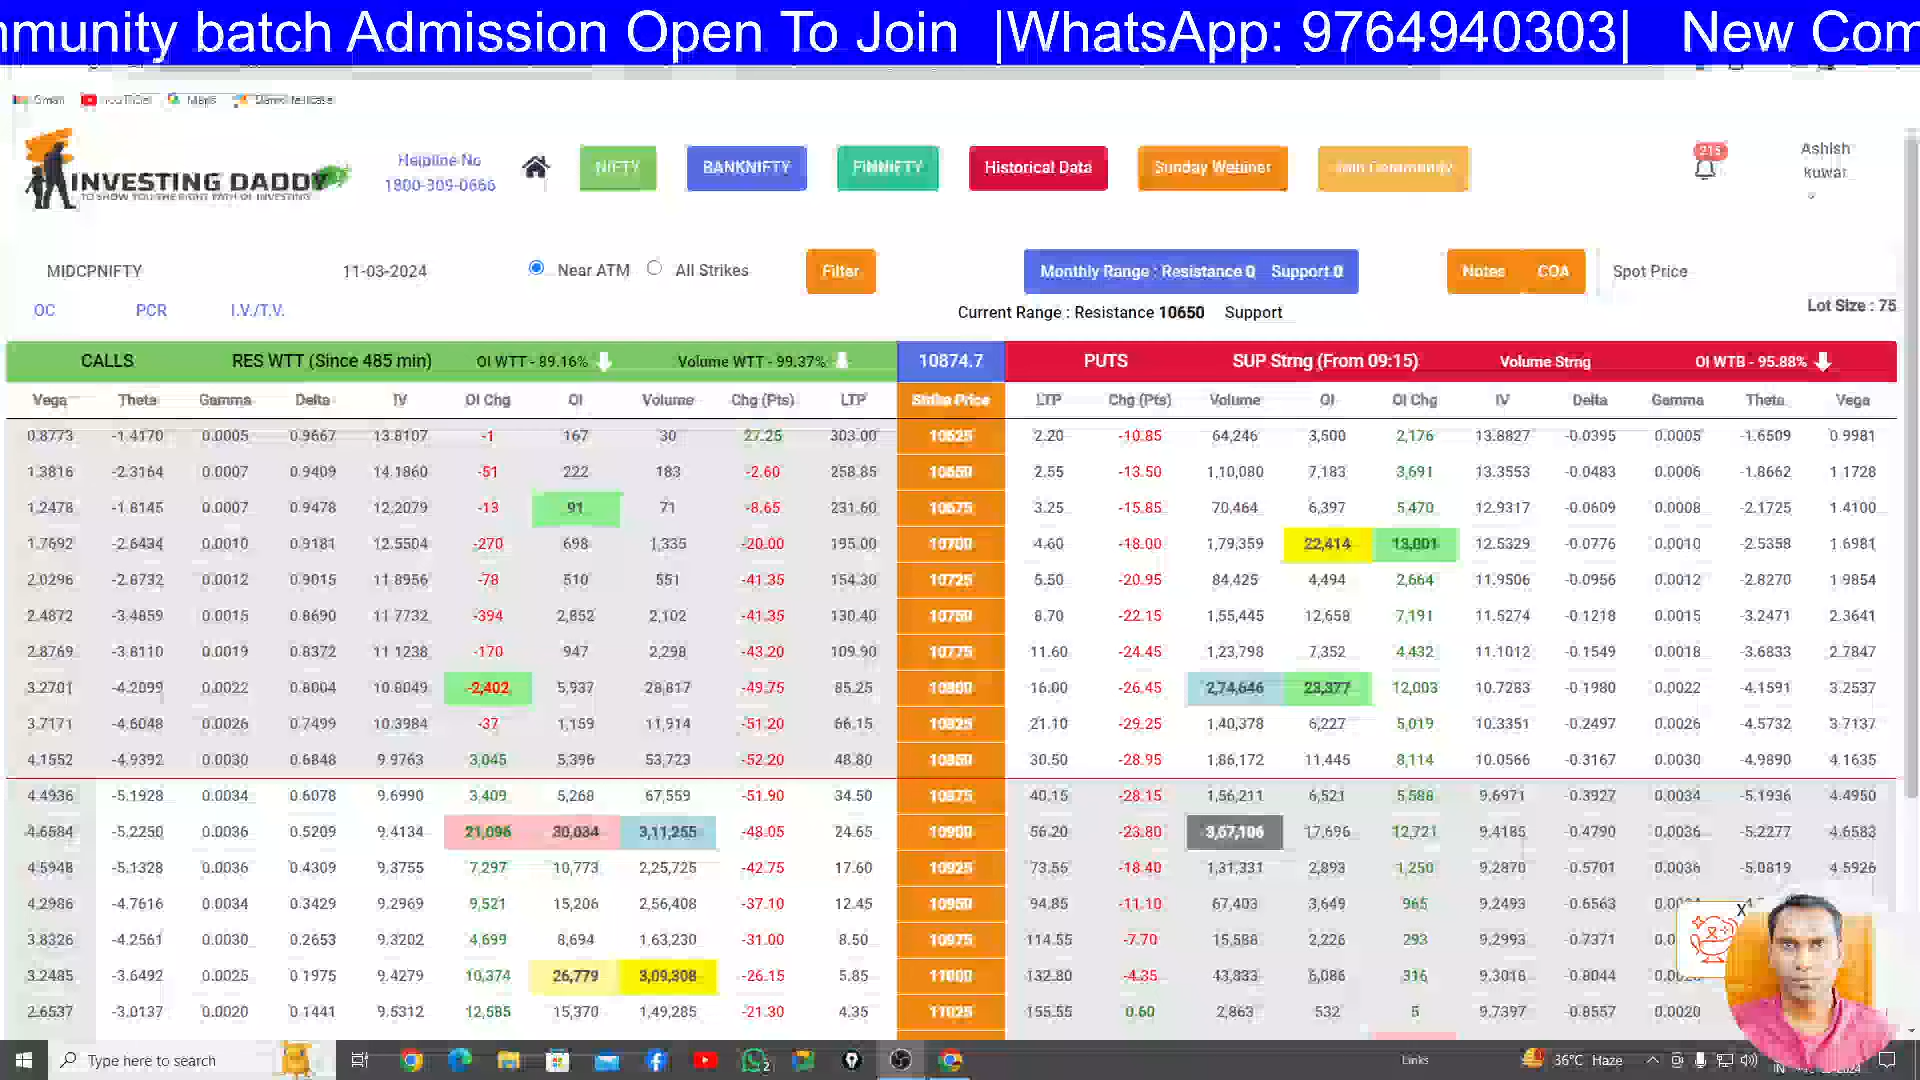 mmunity batch Admission Open To Join |WhatsApp: 9764940303| New Com
Gmail YouTube Maps
INVESTING DADDY
TO SHOW YOU THE RIGHT PATH OF INVESTING
Helpline No
1800-309-0666
NIFTY BANKNIFTY FINNIFTY Historical Data Sunday Webiner Join Community
215
Ashish
kuwar
MIDCPNIFTY 11-03-2024 Near ATM All Strikes Filter Monthly Range : Resistance 0 Support 0 Notes COA Spot Price
OC PCR I.V./T.V. Current Range : Resistance 10650 Support Lot Size : 75
CALLS RES WTT (Since 485 min) OI WTT - 89.16% Volume WTT - 99.37% 10874.7 PUTS SUP Strng (From 09:15) Volume Strng OI WTB - 95.88%
Vega Theta Gamma Delta IV OI Chg OI Volume Chg (Pts) LTP Strike Price LTP Chg (Pts) Volume OI OI Chg IV Delta Gamma Theta Vega
0.8773 -1.4170 0.0005 0.9667 13.8107 -1 167 30 27.25 303.00 10625 2.20 -10.85 64,246 3,500 2,176 13.8827 -0.0395 0.0005 -1.6509 0.9981
1.3816 -2.3164 0.0007 0.9409 14.1860 -51 222 183 -2.60 258.85 10650 2.55 -13.50 1,10,080 7,183 3,691 13.3553 -0.0483 0.0006 -1.8662 1.1728
1.2478 -1.8145 0.0007 0.9478 12.2079 -13 91 71 -8.65 231.60 10675 3.25 -15.85 70,464 6,397 5,470 12.9317 -0.0609 0.0008 -2.1725 1.4100
1.7692 -2.6434 0.0010 0.9181 12.5504 -270 698 1,335 -20.00 195.00 10700 4.60 -18.00 1,79,359 22,414 13,001 12.5329 -0.0776 0.0010 -2.5358 1.6981
2.0296 -2.8732 0.0012 0.9015 11.8956 -78 510 551 -41.35 154.30 10725 5.50 -20.95 84,425 4,494 2,664 11.9506 -0.0956 0.0012 -2.8270 1.9854
2.4872 -3.4859 0.0015 0.8690 11.7732 -394 2,852 2,102 -41.35 130.40 10750 8.70 -22.15 1,55,445 12,658 7,191 11.5274 -0.1218 0.0015 -3.2471 2.3641
2.8769 -3.8110 0.0019 0.8372 11.1238 -170 947 2,298 -43.20 109.90 10775 11.60 -24.45 1,23,798 7,352 4,432 11.1012 -0.1549 0.0018 -3.6833 2.7847
3.2701 -4.2099 0.0022 0.8004 10.8049 -2,402 5,937 28,817 -49.75 85.25 10800 16.00 -26.45 2,74,646 23,377 12,003 10.7283 -0.1980 0.0022 -4.1591 3.2537
3.7171 -4.6048 0.0026 0.7499 10.3984 -37 1,159 11,914 -51.20 66.15 10825 21.10 -29.25 1,40,378 6,227 5,019 10.3351 -0.2497 0.0026 -4.5732 3.7137
4.1552 -4.9392 0.0030 0.6848 9.9763 3,045 5,396 53,723 -52.20 48.80 10850 30.50 -28.95 1,86,172 11,445 8,114 10.0566 -0.3167 0.0030 -4.9890 4.1635
4.4936 -5.1928 0.0034 0.6078 9.6990 3,409 5,268 67,559 -51.90 34.50 10875 40.15 -28.15 1,56,211 6,521 5,588 9.6971 -0.3927 0.0034 -5.1936 4.4950
4.6584 -5.2250 0.0036 0.5209 9.4134 21,096 30,034 3,11,255 -48.05 24.65 10900 56.20 -23.80 3,67,106 17,696 12,721 9.4185 -0.4790 0.0036 -5.2277 4.6583
4.5948 -5.1328 0.0036 0.4309 9.3755 7,297 10,773 2,25,725 -42.75 17.60 10925 73.55 -18.40 1,31,331 2,893 1,250 9.2870 -0.5701 0.0036 -5.0819 4.5926
4.2986 -4.7616 0.0034 0.3429 9.2969 9,521 15,206 2,56,408 -37.10 12.45 10950 94.85 -11.10 67,403 3,649 965 9.2493 -0.6563
3.8326 -4.2561 0.0030 0.2653 9.3202 4,699 8,694 1,63,230 -31.00 8.50 10975 114.55 -7.70 15,588 2,226 293 9.2993 -0.7371
3.2485 -3.6492 0.0025 0.1975 9.4279 10,374 26,779 3,09,308 -26.15 5.85 11000 132.80 -4.35 43,833 6,086 316 9.3016 -0.8044
2.6537 -3.0137 0.0020 0.1441 9.5312 12,585 15,370 1,49,285 -21.30 4.35 11025 155.55 0.60 2,863 532 5 9.7397 -0.8557 0.0020
X
Type here to search 2 Links 36°C Haze